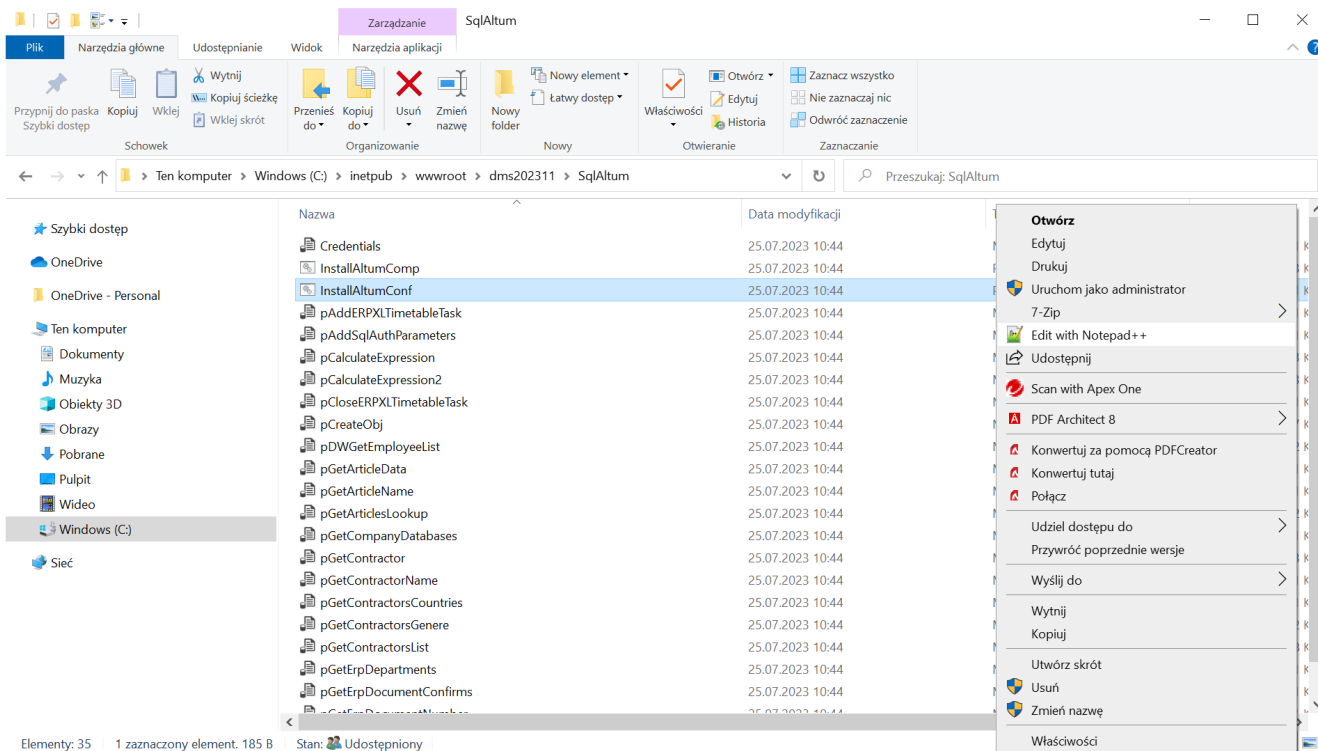 Zarządzanie
SqlAltum
Plik
Narzędzia główne
Udostępnianie
Widok
Narzędzia aplikacji
?
Przypnij do paska
Szybki dostęp
Kopiuj
Wklej
Wytnij
Kopiuj ścieżkę
Wklej skrót
Schowek
Przenieś
do
Kopiuj
do
Usuń
Zmień
nazwę
Organizowanie
Nowy
folder
Nowy element
Łatwy dostęp
Nowy
Właściwości
Otwórz
Edytuj
Historia
Otwieranie
Zaznacz wszystko
Nie zaznaczaj nic
Odwróć zaznaczenie
Zaznaczanie
Ten komputer > Windows (C:) > inetpub > wwwroot > dms202311 > SqlAltum
Przeszukaj: SqlAltum
Szybki dostęp
OneDrive
OneDrive - Personal
Ten komputer
Dokumenty
Muzyka
Obiekty 3D
Obrazy
Pobrane
Pulpit
Wideo
Windows (C:)
Sieć
Nazwa
Data modyfikacji
Credentials 25.07.2023 10:44
InstallAltumComp 25.07.2023 10:44
InstallAltumConf 25.07.2023 10:44
pAddERPXLTimetableTask 25.07.2023 10:44
pAddSqlAuthParameters 25.07.2023 10:44
pCalculateExpression 25.07.2023 10:44
pCalculateExpression2 25.07.2023 10:44
pCloseERPXLTimetableTask 25.07.2023 10:44
pCreateObj 25.07.2023 10:44
pDWGetEmployeeList 25.07.2023 10:44
pGetArticleData 25.07.2023 10:44
pGetArticleName 25.07.2023 10:44
pGetArticlesLookup 25.07.2023 10:44
pGetCompanyDatabases 25.07.2023 10:44
pGetContractor 25.07.2023 10:44
pGetContractorName 25.07.2023 10:44
pGetContractorsCountries 25.07.2023 10:44
pGetContractorsGenere 25.07.2023 10:44
pGetContractorsList 25.07.2023 10:44
pGetErpDepartments 25.07.2023 10:44
pGetErpDocumentConfirms 25.07.2023 10:44
Otwórz
Edytuj
Drukuj
Uruchom jako administrator
7-Zip
Edit with Notepad++
Udostępnij
Scan with Apex One
PDF Architect 8
Konwertuj za pomocą PDFCreator
Konwertuj tutaj
Połącz
Udziel dostępu do
Przywróć poprzednie wersje
Wyślij do
Wytnij
Kopiuj
Utwórz skrót
Usuń
Zmień nazwę
Właściwości
Elementy: 35
1 zaznaczony element. 185 B
Stan: Udostępniony